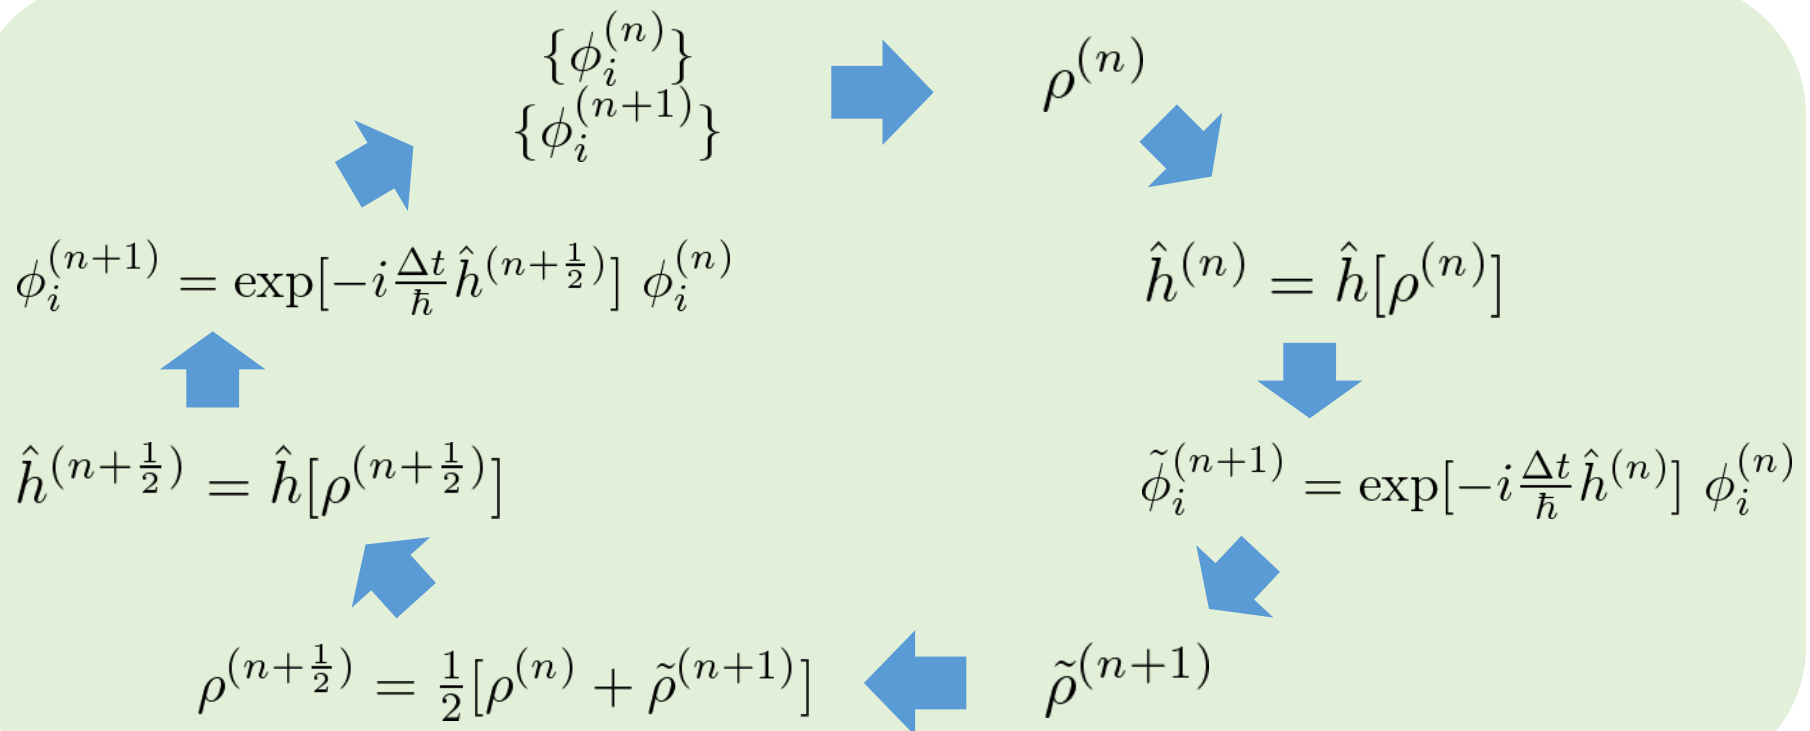 $\{\phi_i^{(n)}\}$
$\{\phi_i^{(n+1)}\}$
$\rho^{(n)}$
$\phi_i^{(n+1)} = \exp[-i\frac{\Delta t}{\hbar}\hat{h}^{(n+\frac{1}{2})}]\ \phi_i^{(n)}$
$\hat{h}^{(n)} = \hat{h}[\rho^{(n)}]$
$\hat{h}^{(n+\frac{1}{2})} = \hat{h}[\rho^{(n+\frac{1}{2})}]$
$\tilde{\phi}_i^{(n+1)} = \exp[-i\frac{\Delta t}{\hbar}\hat{h}^{(n)}]\ \phi_i^{(n)}$
$\rho^{(n+\frac{1}{2})} = \frac{1}{2}[\rho^{(n)} + \tilde{\rho}^{(n+1)}]$
$\tilde{\rho}^{(n+1)}$